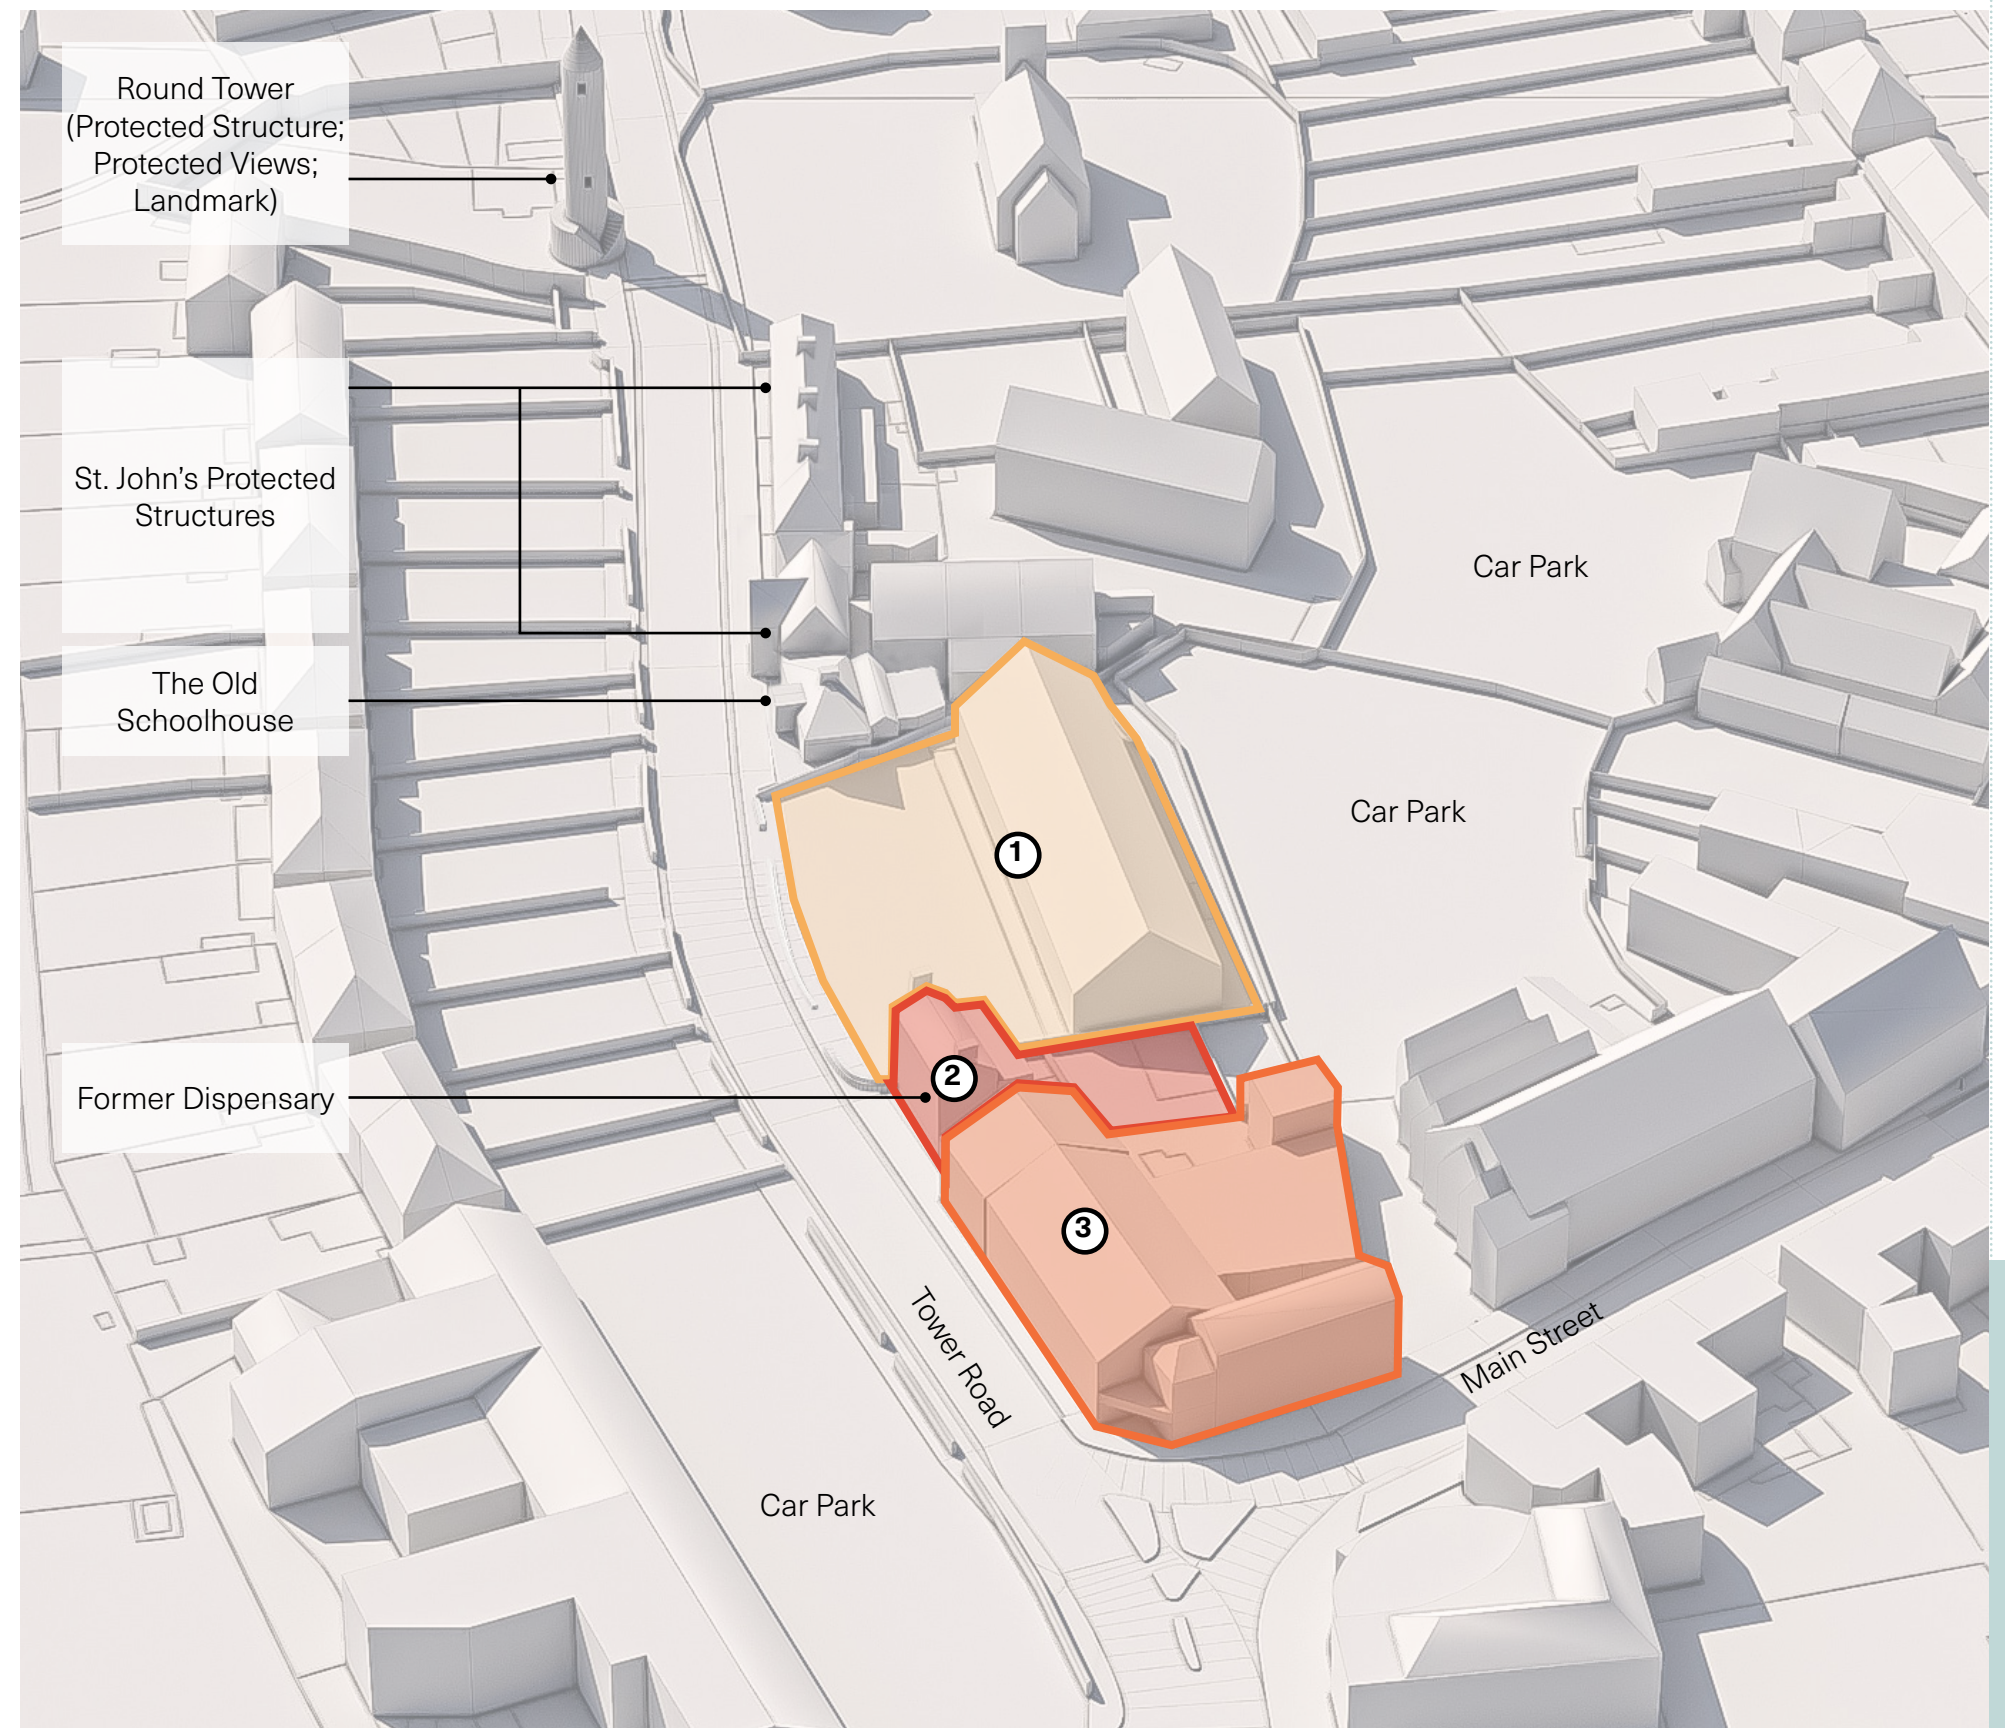 Round Tower
(Protected Structure;
Protected Views;
Landmark)
St. John's Protected
Structures
The Old
Schoolhouse
Former Dispensary
Car Park
Car Park
1
2
3
Tower Road
Main Street
Car Park